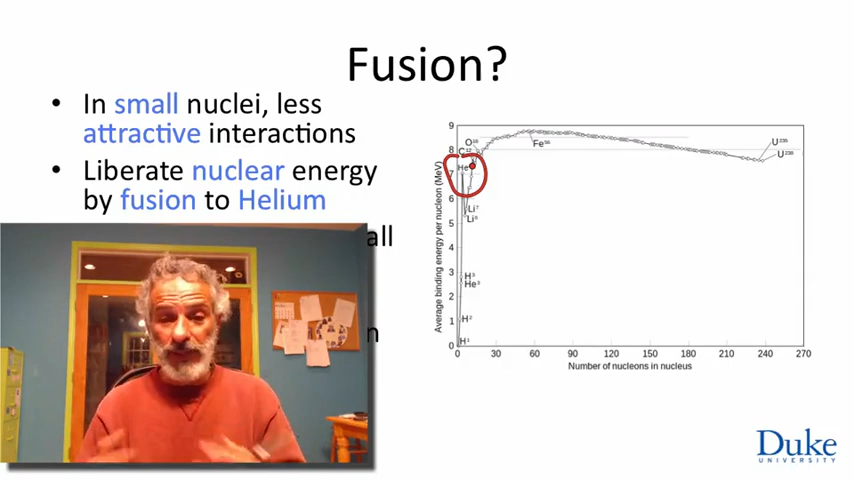 Fusion?
• In small nuclei, less
attractive interactions
• Liberate nuclear energy
by fusion to Helium
all
n
Average binding energy per nucleon (MeV)
9
8
7
6
5
4
3
2
1
0
O¹⁶
C¹²
He
Li⁷
Li⁶
H³
He³
H²
H¹
Fe⁵⁶
U²³⁵
U²³⁸
0 30 60 90 120 150 180 210 240 270
Number of nucleons in nucleus
Duke
UNIVERSITY